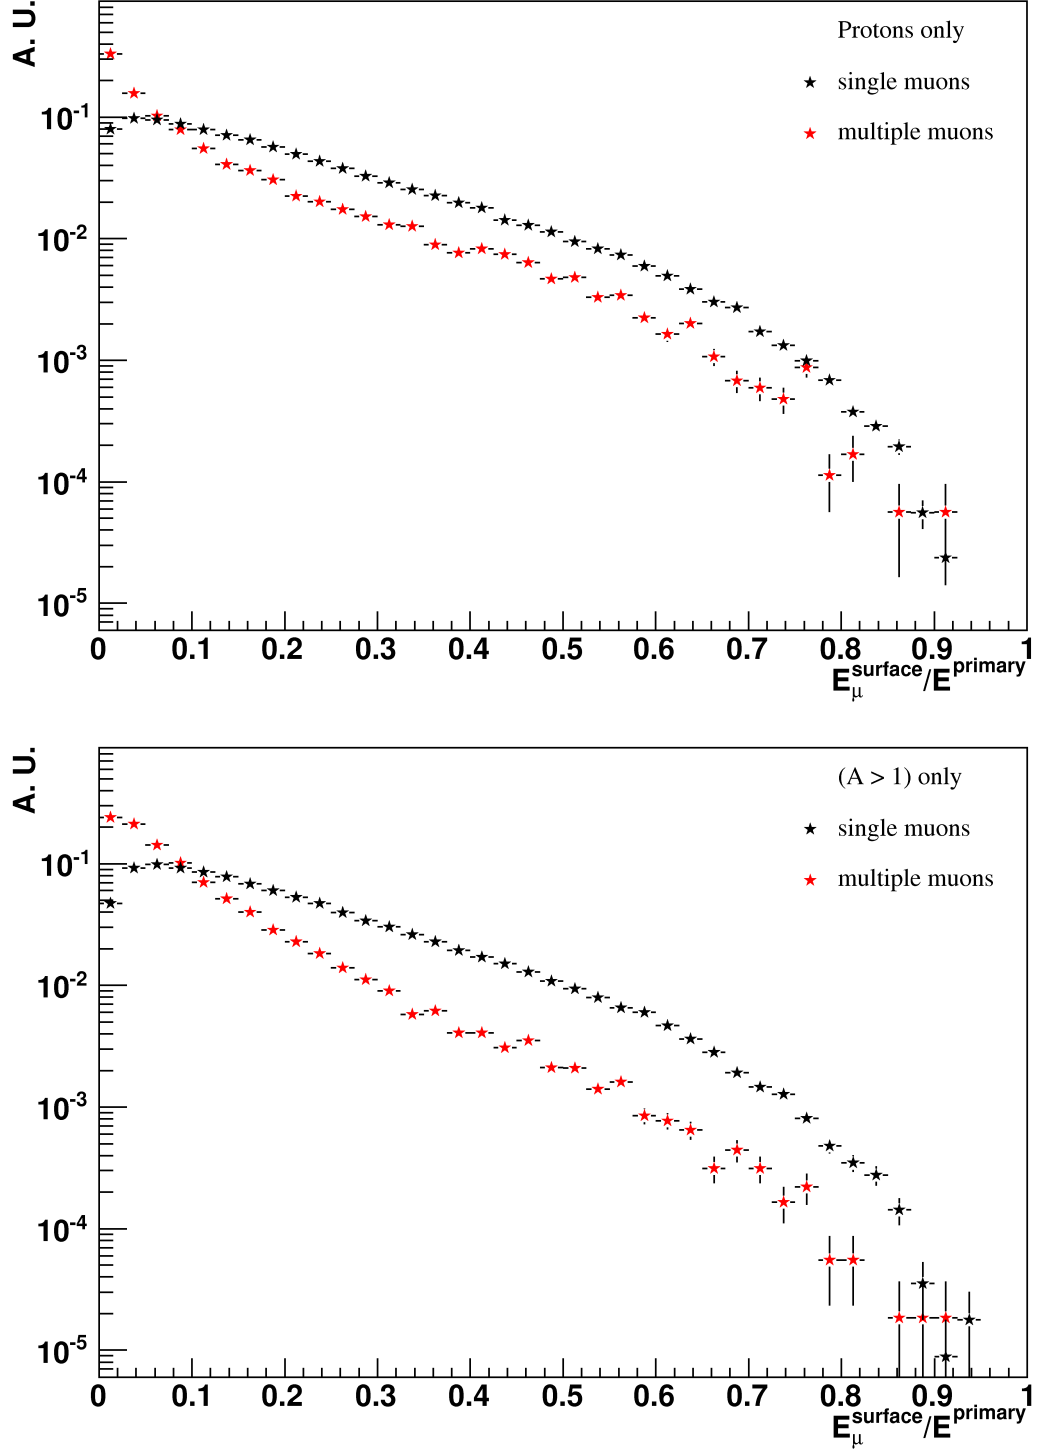 A. U.
Protons only
single muons
multiple muons
10⁻¹
10⁻²
10⁻³
10⁻⁴
10⁻⁵
0 0.1 0.2 0.3 0.4 0.5 0.6 0.7 0.8 0.9 1
E_μ^surface/E^primary
A. U.
(A > 1) only
single muons
multiple muons
10⁻¹
10⁻²
10⁻³
10⁻⁴
10⁻⁵
0 0.1 0.2 0.3 0.4 0.5 0.6 0.7 0.8 0.9 1
E_μ^surface/E^primary